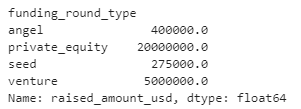 funding_round_type
angel 400000.0
private_equity 20000000.0
seed 275000.0
venture 5000000.0
Name: raised_amount_usd, dtype: float64